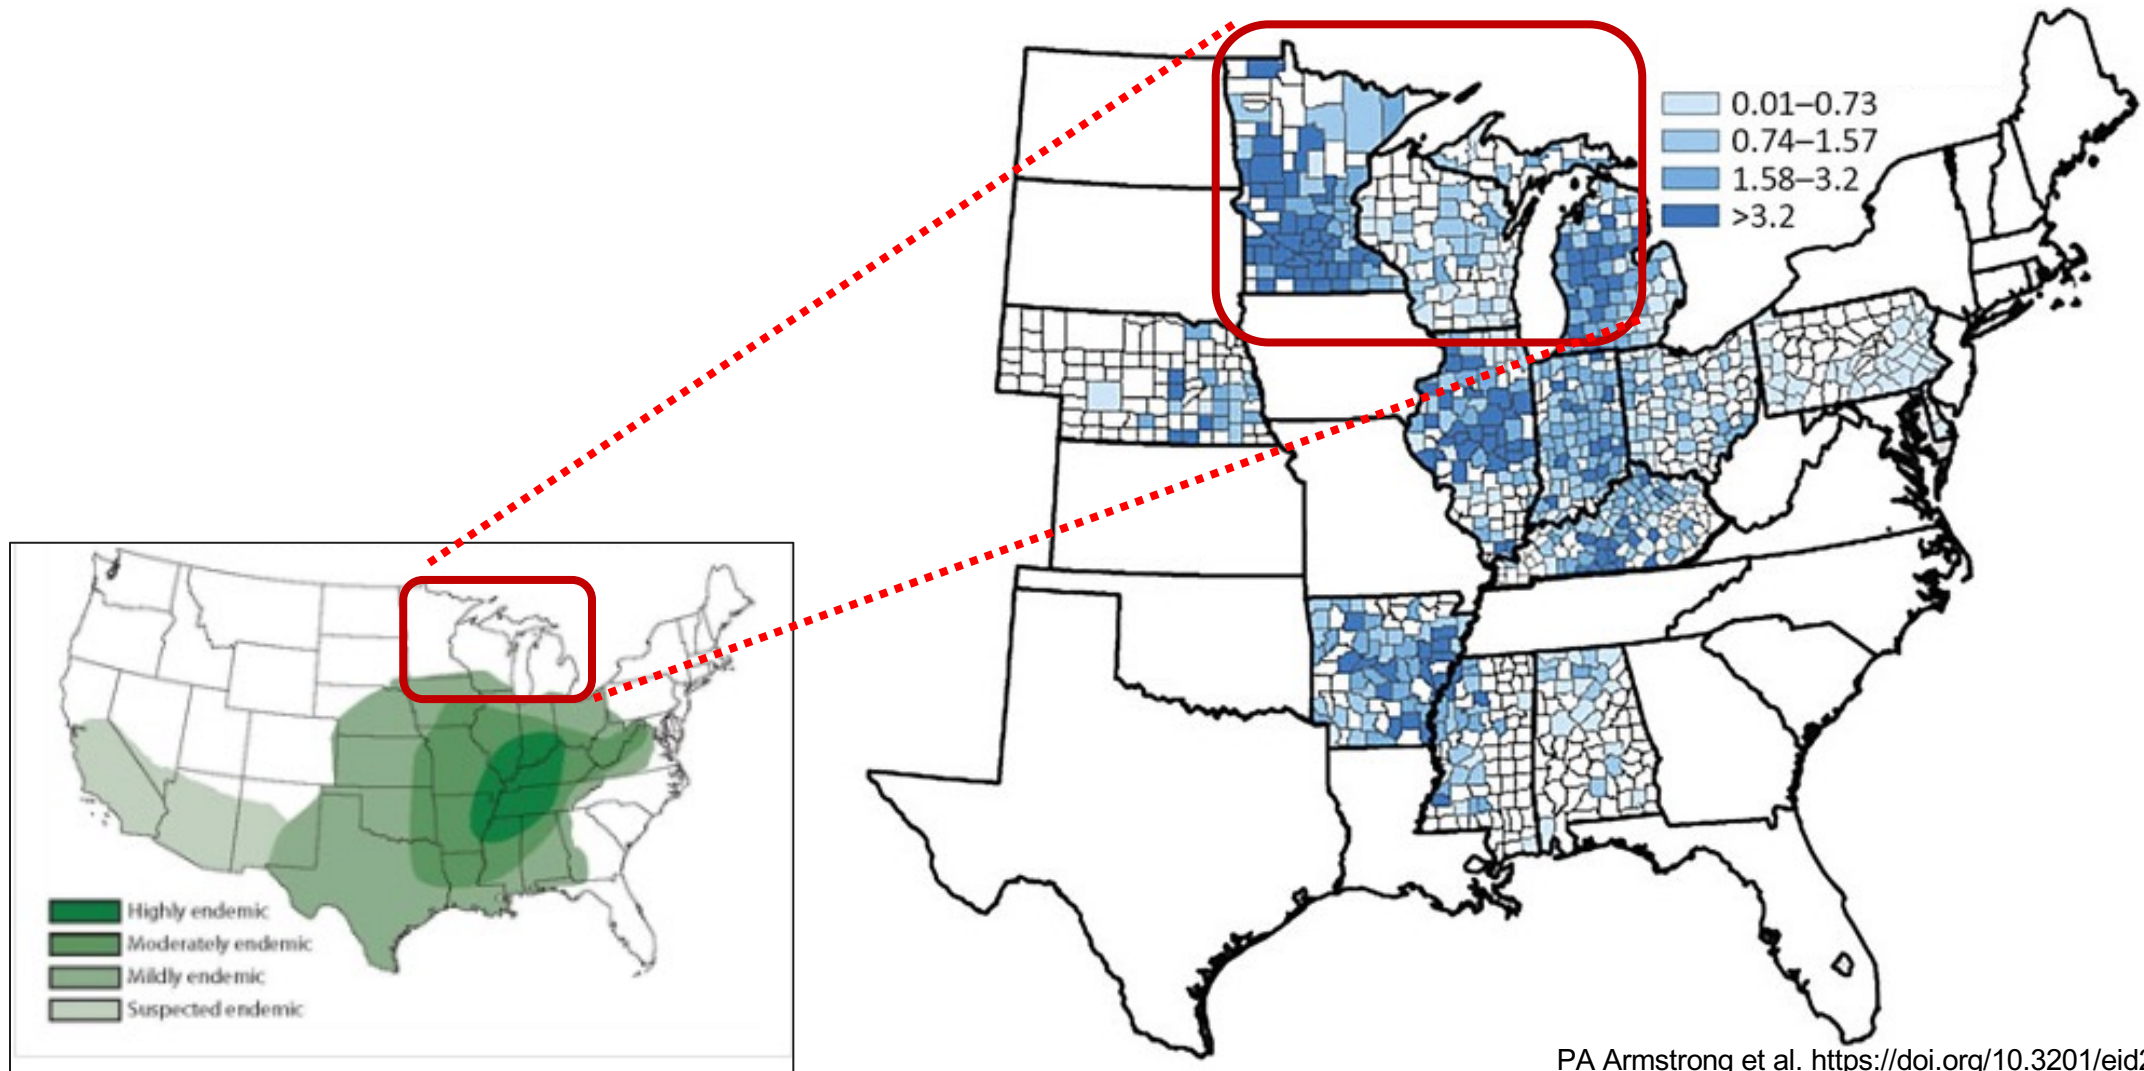 0.01–0.73
0.74–1.57
1.58–3.2
>3.2
Highly endemic
Moderately endemic
Mildly endemic
Suspected endemic
PA Armstrong et al. https://doi.org/10.3201/eid2